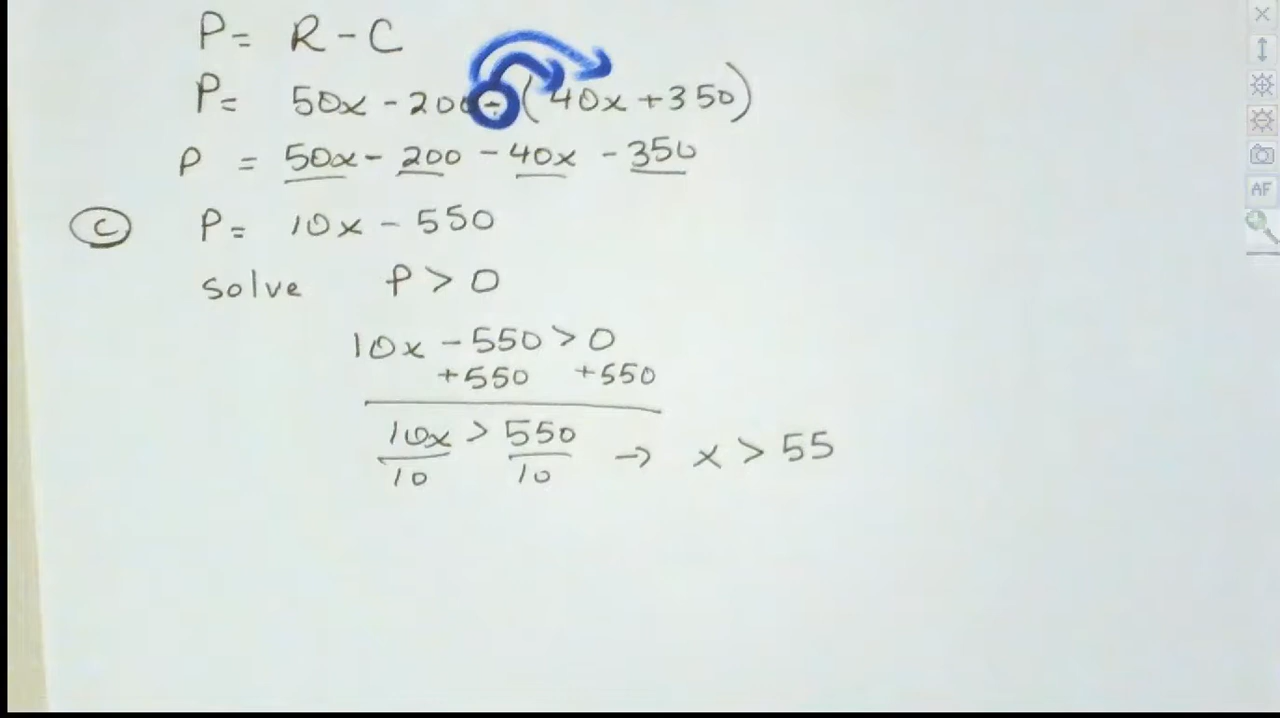 P = R - C
P = 50x - 200 - (40x + 350)
P = 50x - 200 - 40x - 350
C P = 10x - 550
solve P > 0
10x - 550 > 0
+550 +550
10x > 550 → x > 55
10 10
AF